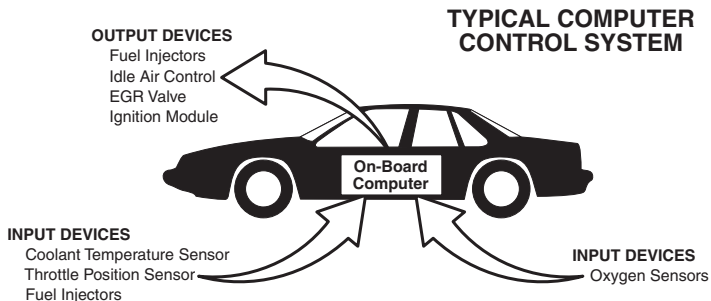 TYPICAL COMPUTER
CONTROL SYSTEM
OUTPUT DEVICES
Fuel Injectors
Idle Air Control
EGR Valve
Ignition Module
On-Board
Computer
INPUT DEVICES
Coolant Temperature Sensor
Throttle Position Sensor
Fuel Injectors
INPUT DEVICES
Oxygen Sensors